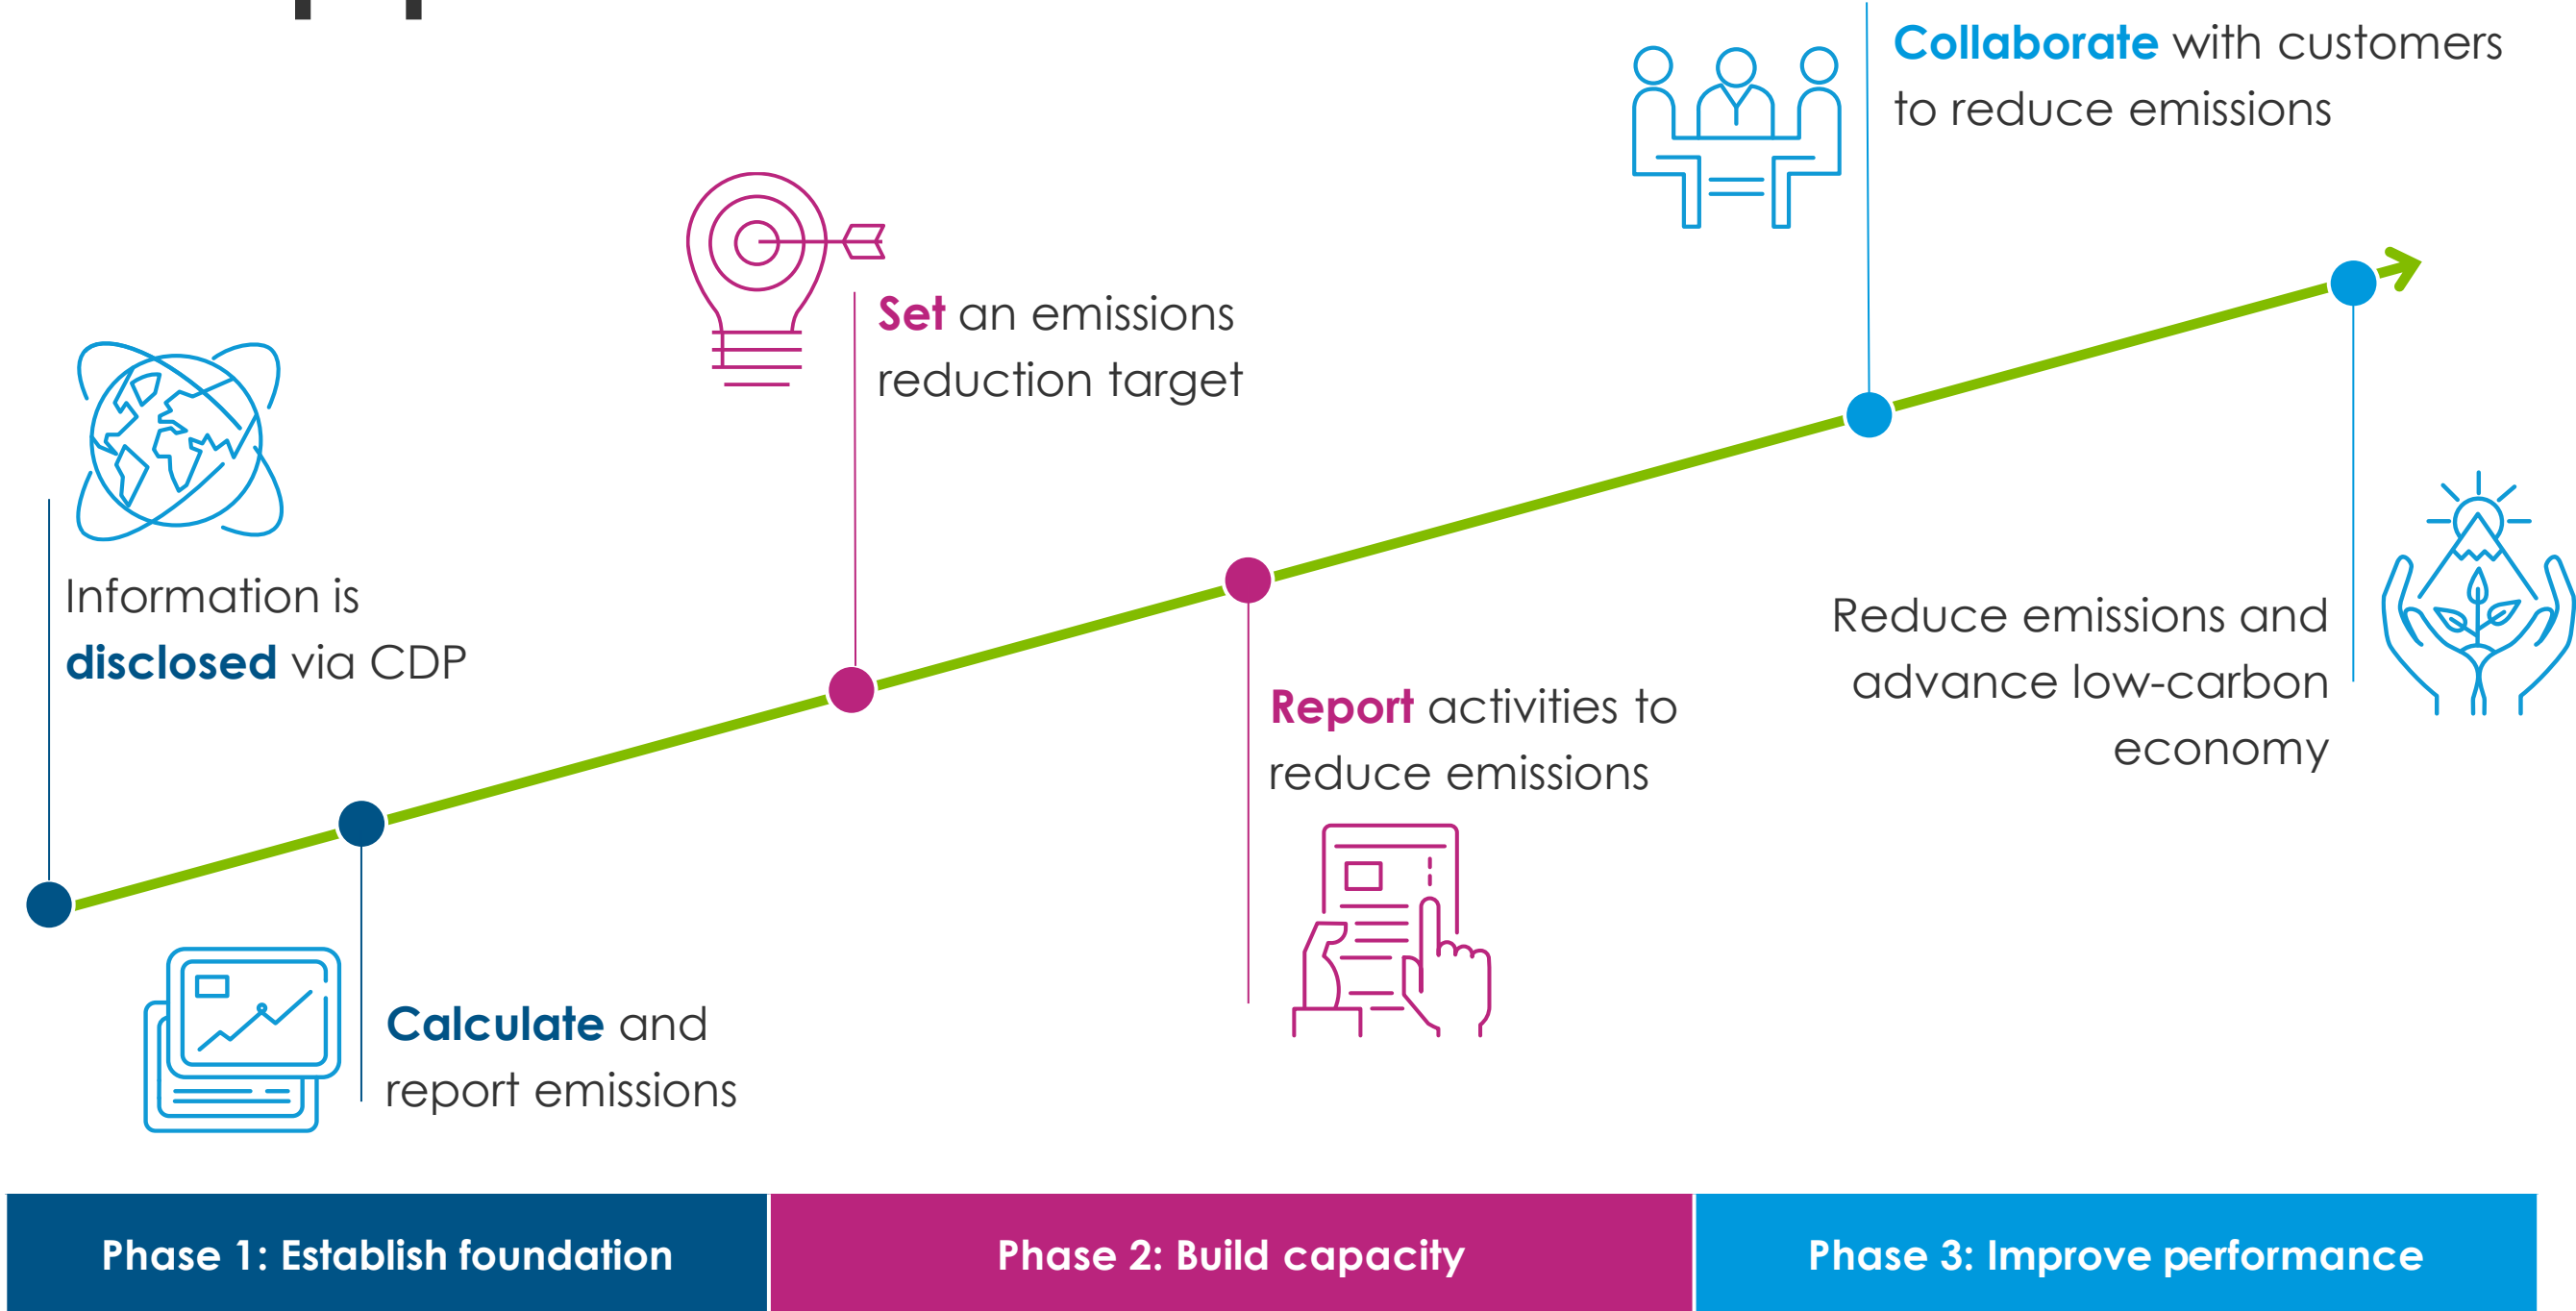 Collaborate with customers
to reduce emissions
Set an emissions
reduction target
Information is
disclosed via CDP
Reduce emissions and
advance low-carbon
economy
Report activities to
reduce emissions
Calculate and
report emissions
Phase 1: Establish foundation
Phase 2: Build capacity
Phase 3: Improve performance